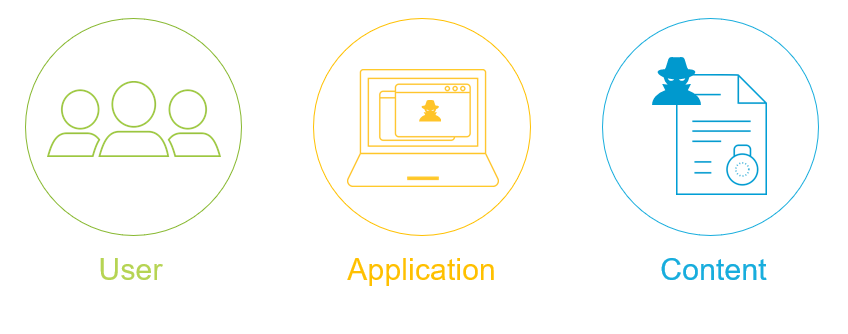 User
Application
Content